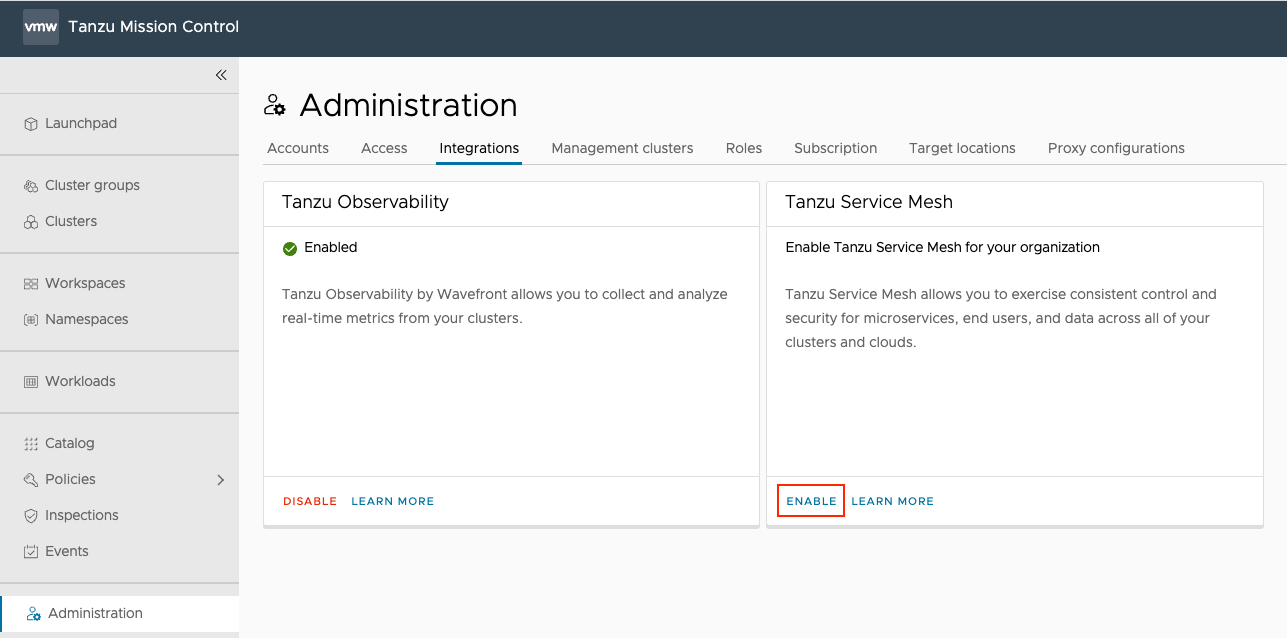 vmw Tanzu Mission Control
Launchpad
Cluster groups
Clusters
Workspaces
Namespaces
Workloads
Catalog
Policies
Inspections
Events
Administration
Administration
Accounts Access Integrations Management clusters Roles Subscription Target locations Proxy configurations
Tanzu Observability
Enabled
Tanzu Observability by Wavefront allows you to collect and analyze
real-time metrics from your clusters.
DISABLE LEARN MORE
Tanzu Service Mesh
Enable Tanzu Service Mesh for your organization
Tanzu Service Mesh allows you to exercise consistent control and
security for microservices, end users, and data across all of your
clusters and clouds.
ENABLE LEARN MORE